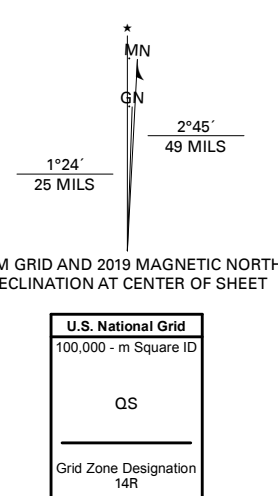 ★
MN
GN
2°45´
49 MILS
1°24´
25 MILS
M GRID AND 2019 MAGNETIC NORTH
ECLINATION AT CENTER OF SHEET
U.S. National Grid
100,000 - m Square ID
QS
Grid Zone Designation
14R